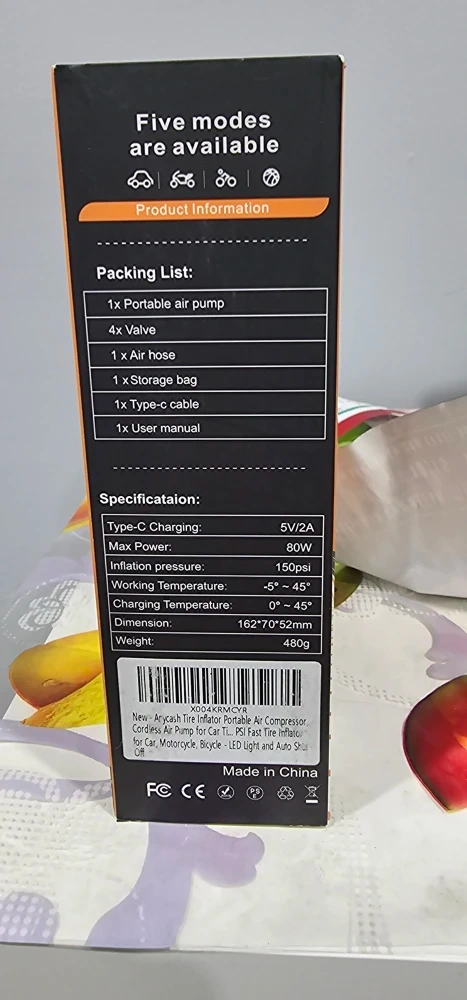 Five modes
are available
Product Information
Packing List:
1x Portable air pump
4x Valve
1 x Air hose
1 x Storage bag
1x Type-c cable
1x User manual
Specificataion:
Type-C Charging: 5V/2A
Max Power: 80W
Inflation pressure: 150psi
Working Temperature: -5° ~ 45°
Charging Temperature: 0° ~ 45°
Dimension: 162*70*52mm
Weight: 480g
X004KRMCYR
New - Arycash Tire Inflator Portable Air Compressor,
Cordless Air Pump for Car Ti... PSI Fast Tire Inflator
for Car, Motorcycle, Bicycle - LED Light and Auto Shut
Off
Made in China
FC CE PSE